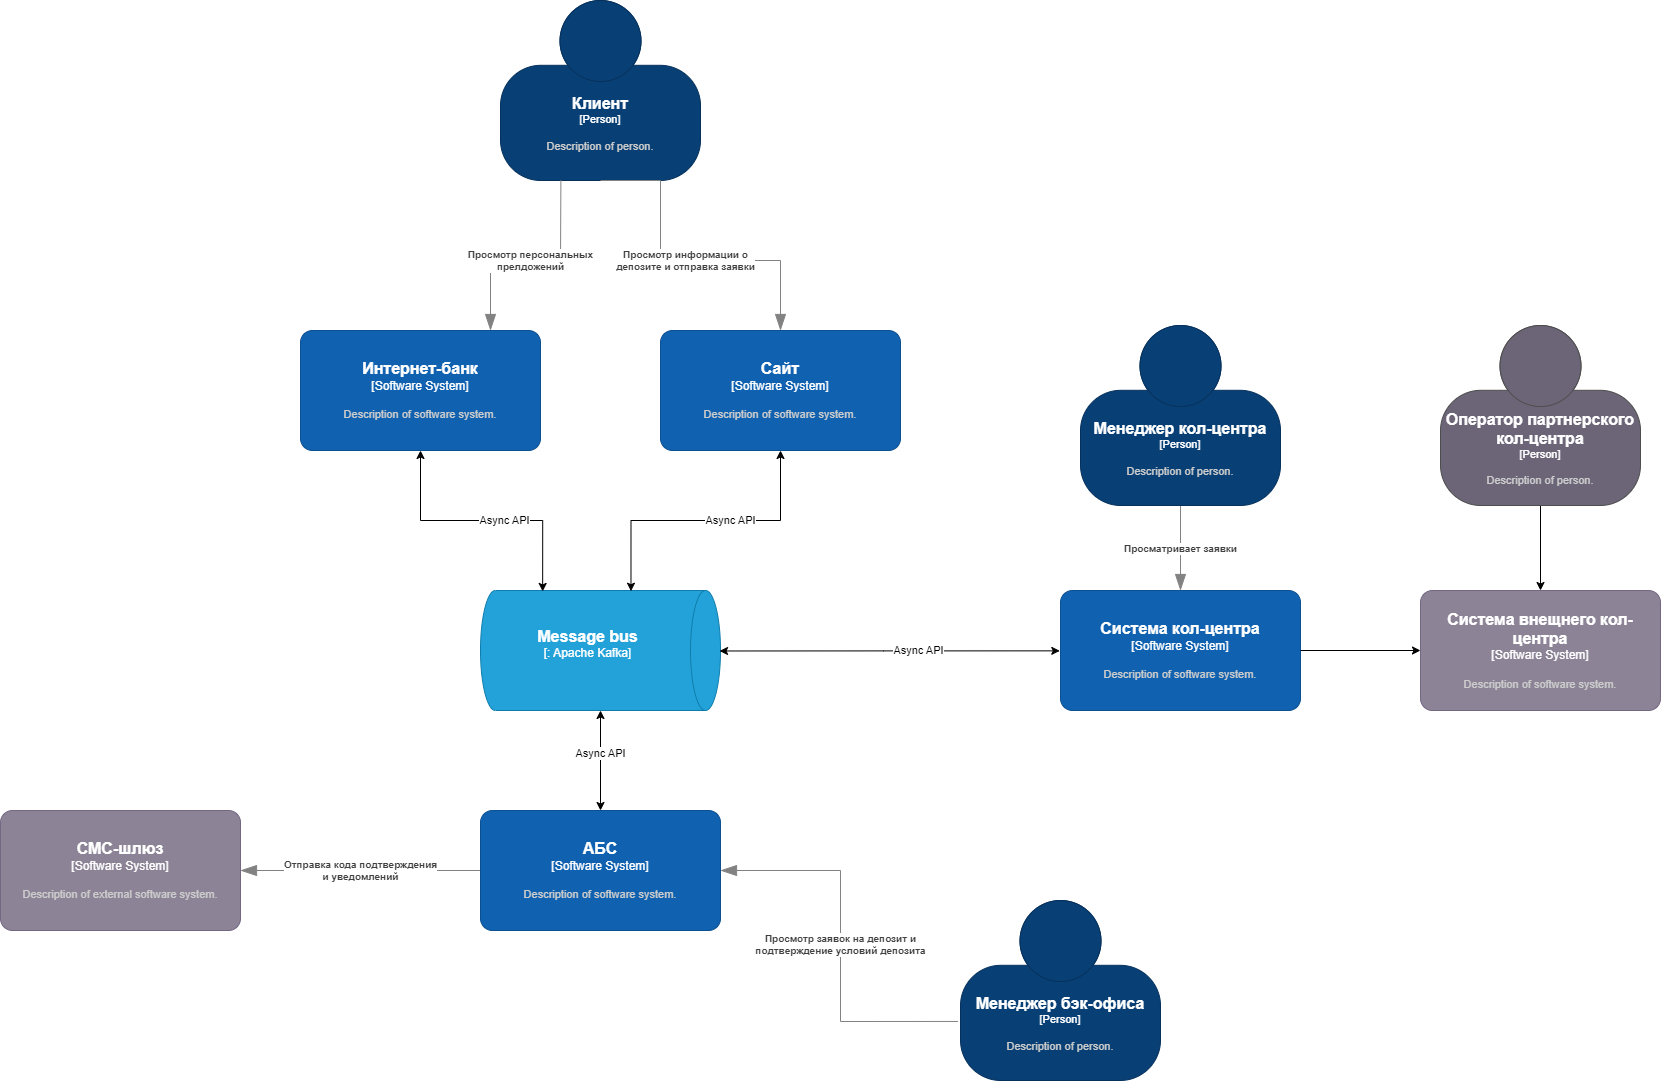 Клиент
[Person]
Description of person.
Просмотр персональных
прелдожений
Просмотр информации о
депозите и отправка заявки
Интернет-банк
[Software System]
Description of software system.
Сайт
[Software System]
Description of software system.
Менеджер кол-центра
[Person]
Description of person.
Оператор партнерского
кол-центра
[Person]
Description of person.
Async API
Async API
Просматривает заявки
Message bus
[: Apache Kafka]
Async API
Система кол-центра
[Software System]
Description of software system.
Система внещнего кол-
центра
[Software System]
Description of software system.
Async API
СМС-шлюз
[Software System]
Description of external software system.
Отправка кода подтверждения
и уведомлений
АБС
[Software System]
Description of software system.
Просмотр заявок на депозит и
подтверждение условий депозита
Менеджер бэк-офиса
[Person]
Description of person.